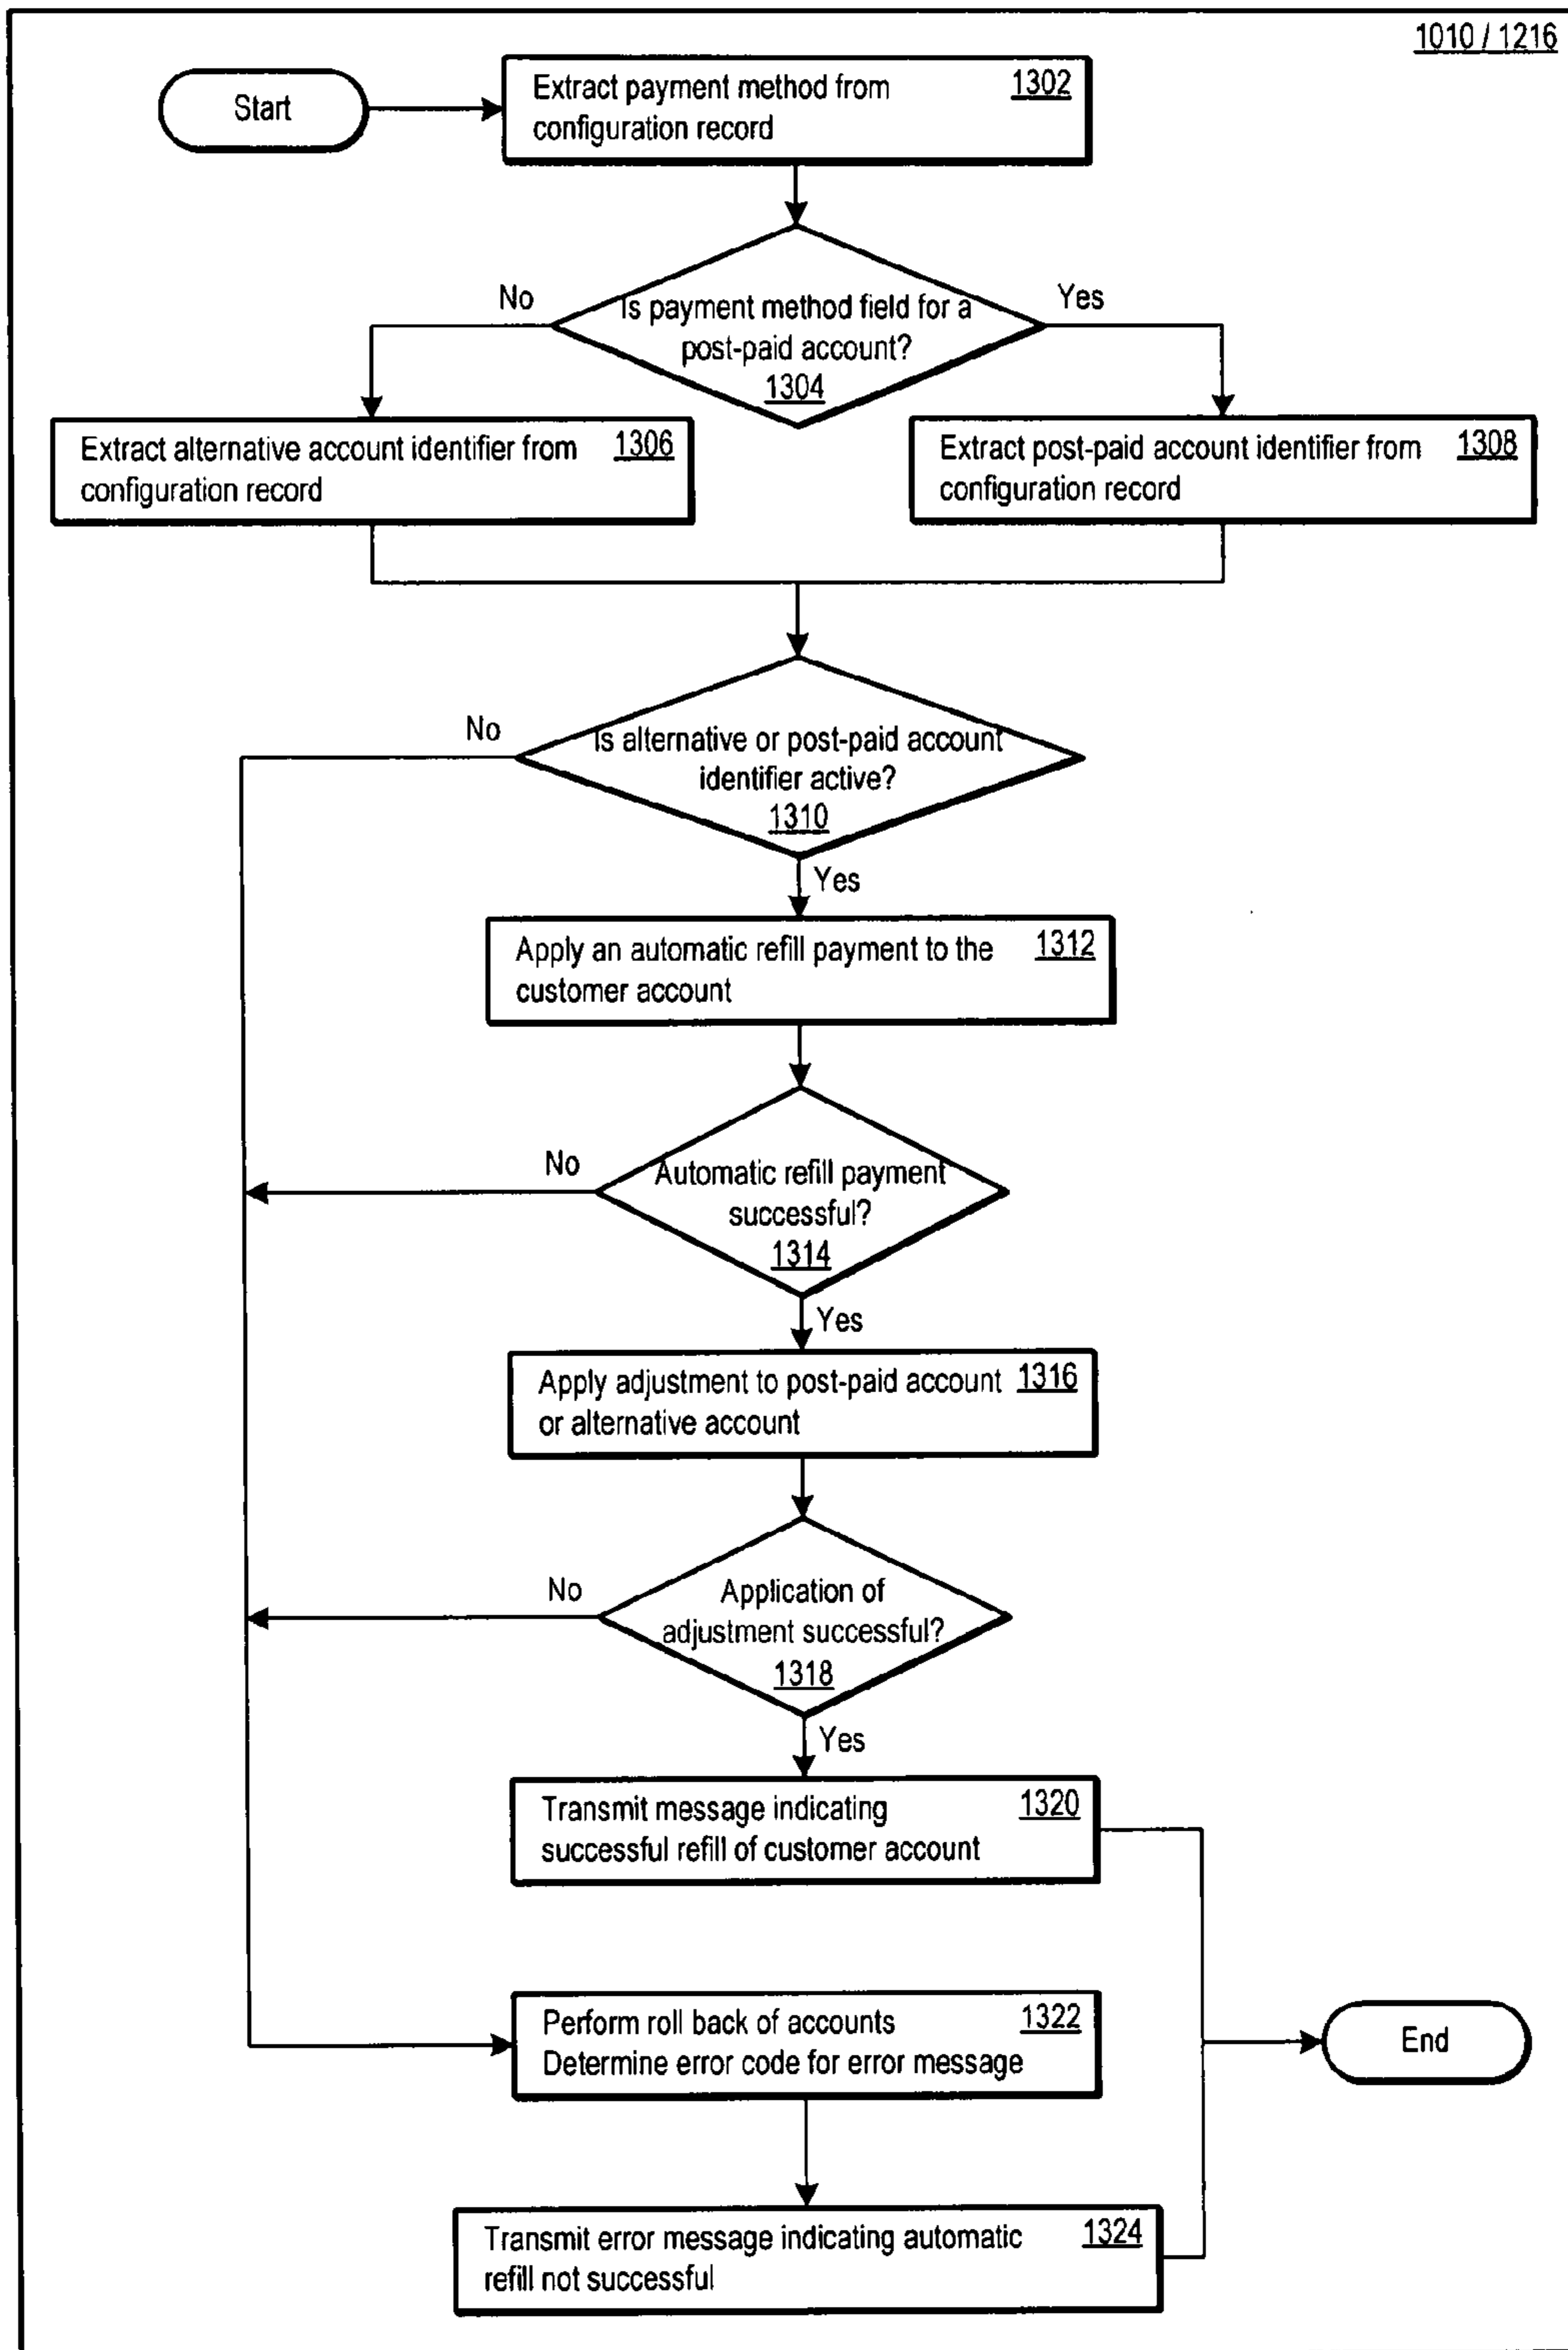 1010 / 1216
Start
Extract payment method from 1302
configuration record
No
Yes
Is payment method field for a
post-paid account?
1304
Extract alternative account identifier from 1306
configuration record
Extract post-paid account identifier from 1308
configuration record
No
Is alternative or post-paid account
identifier active?
1310
Yes
Apply an automatic refill payment to the 1312
customer account
No
Automatic refill payment
successful?
1314
Yes
Apply adjustment to post-paid account 1316
or alternative account
No
Application of
adjustment successful?
1318
Yes
Transmit message indicating 1320
successful refill of customer account
Perform roll back of accounts 1322
Determine error code for error message
End
Transmit error message indicating automatic 1324
refill not successful